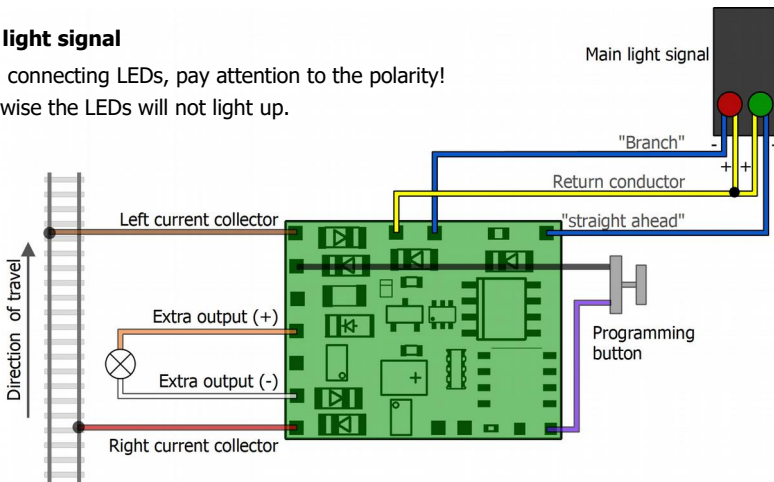 light signal
connecting LEDs, pay attention to the polarity!
wise the LEDs will not light up.
Main light signal
"Branch"
-
-
+
+
Return conductor
Left current collector
"straight ahead"
Direction of travel
Extra output (+)
Programming
button
+
Extra output (-)
Right current collector